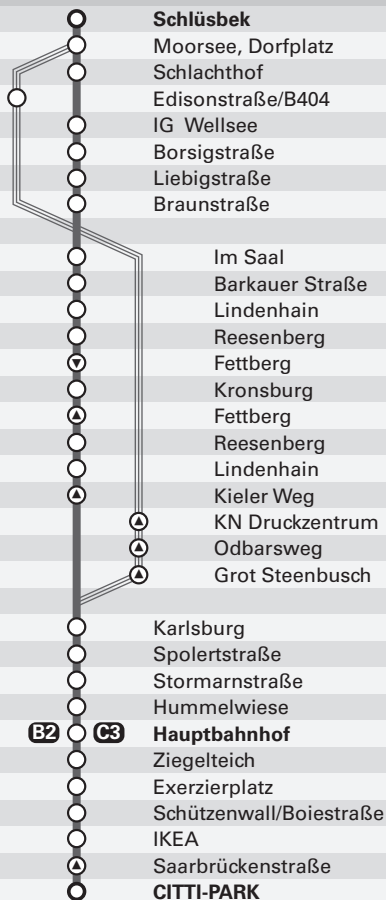 Schlüsbek
Moorsee, Dorfplatz
Schlachthof
Edisonstraße/B404
IG Wellsee
Borsigstraße
Liebigstraße
Braunstraße
Im Saal
Barkauer Straße
Lindenhain
Reesenberg
Fettberg
Kronsburg
Fettberg
Reesenberg
Lindenhain
Kieler Weg
KN Druckzentrum
Odbarsweg
Grot Steenbusch
Karlsburg
Spolertstraße
Stormarnstraße
Hummelwiese
B2 C3 Hauptbahnhof
Ziegelteich
Exerzierplatz
Schützenwall/Boiestraße
IKEA
Saarbrückenstraße
CITTI-PARK